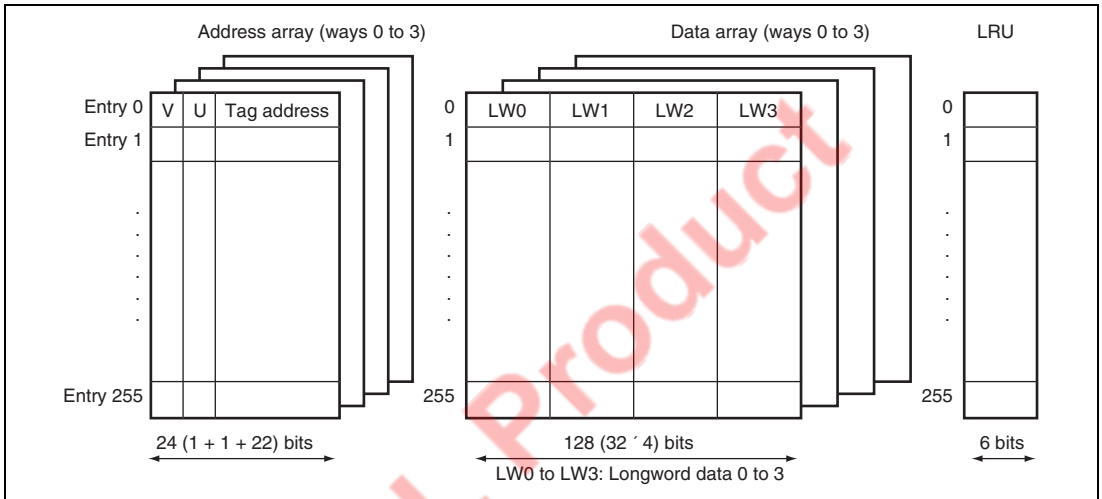 Address array (ways 0 to 3) Data array (ways 0 to 3) LRU
Entry 0 V U Tag address 0 LW0 LW1 LW2 LW3 0
Entry 1 1 1
. . .
. . .
. . .
. . .
. . .
. . .
Entry 255 255 255
24 (1 + 1 + 22) bits 128 (32 ´ 4) bits 6 bits
LW0 to LW3: Longword data 0 to 3
L Product